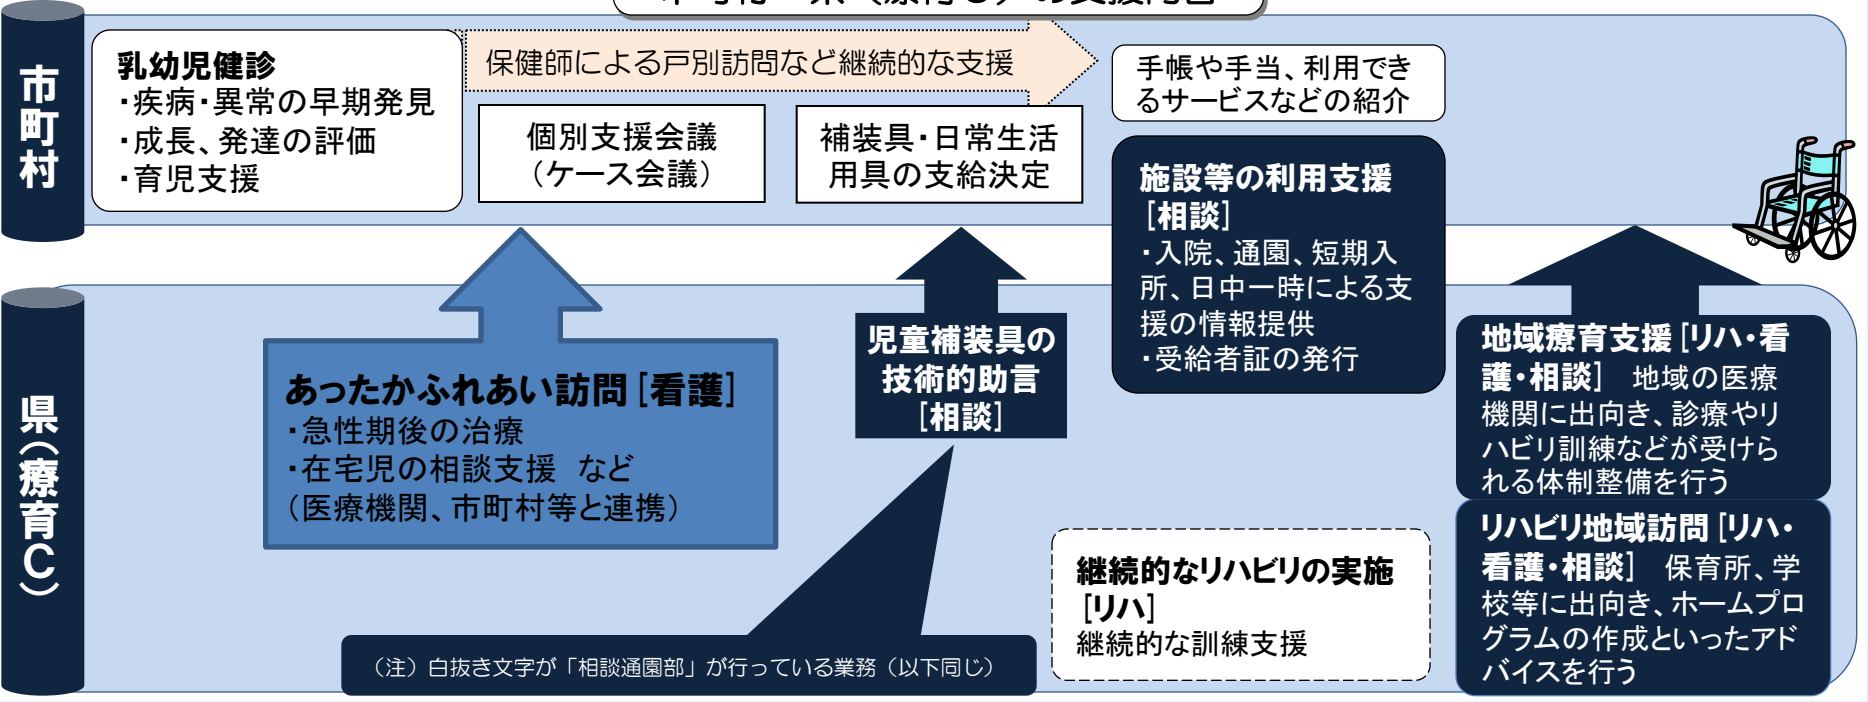 市町村
乳幼児健診
・疾病・異常の早期発見
・成長、発達の評価
・育児支援
保健師による戸別訪問など継続的な支援
個別支援会議
（ケース会議）
補装具・日常生活
用具の支給決定
手帳や手当、利用でき
るサービスなどの紹介
施設等の利用支援
［相談］
・入院、通園、短期入
所、日中一時による支
援の情報提供
・受給者証の発行
県（療育C）
あったかふれあい訪問［看護］
・急性期後の治療
・在宅児の相談支援　など
（医療機関、市町村等と連携）
児童補装具の
技術的助言
［相談］
地域療育支援［リハ・看
護・相談］　地域の医療
機関に出向き、診療やリ
ハビリ訓練などが受けら
れる体制整備を行う
継続的なリハビリの実施
［リハ］
継続的な訓練支援
リハビリ地域訪問［リハ・
看護・相談］　保育所、学
校等に出向き、ホームプロ
グラムの作成といったアド
バイスを行う
（注）白抜き文字が「相談通園部」が行っている業務（以下同じ）